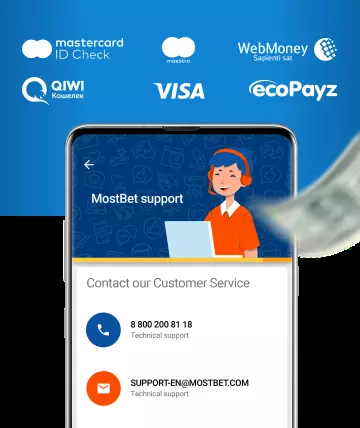 mastercard
ID Check
maestro.
WebMoney
Sapienti sat
QIWI
Кошелек
VISA
ecoPayz
MostBet support
Contact our Customer Service
8 800 200 81 18
Technical support
SUPPORT-EN@MOSTBET.COM
Technical support